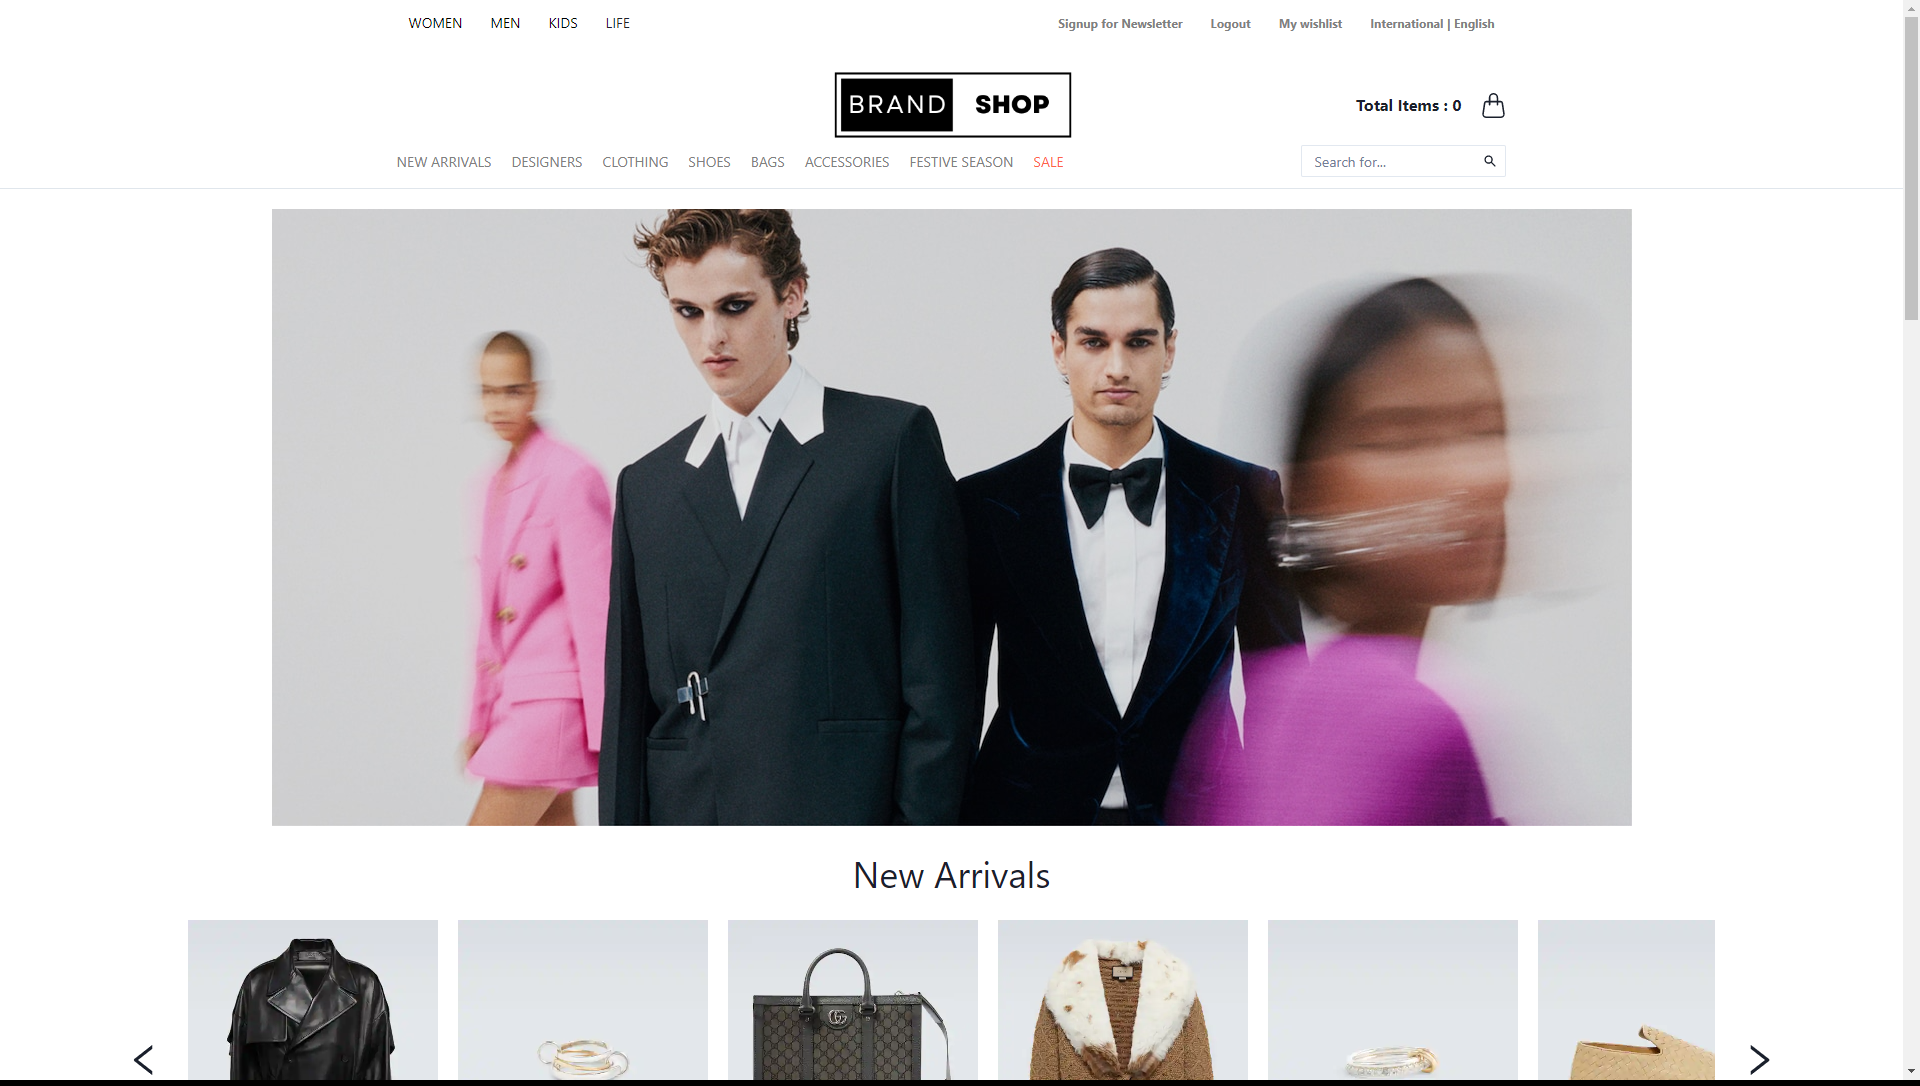 WOMEN MEN KIDS LIFE Signup for Newsletter Logout My wishlist International | English
BRAND SHOP
Total Items : 0
NEW ARRIVALS DESIGNERS CLOTHING SHOES BAGS ACCESSORIES FESTIVE SEASON SALE
Search for...
New Arrivals